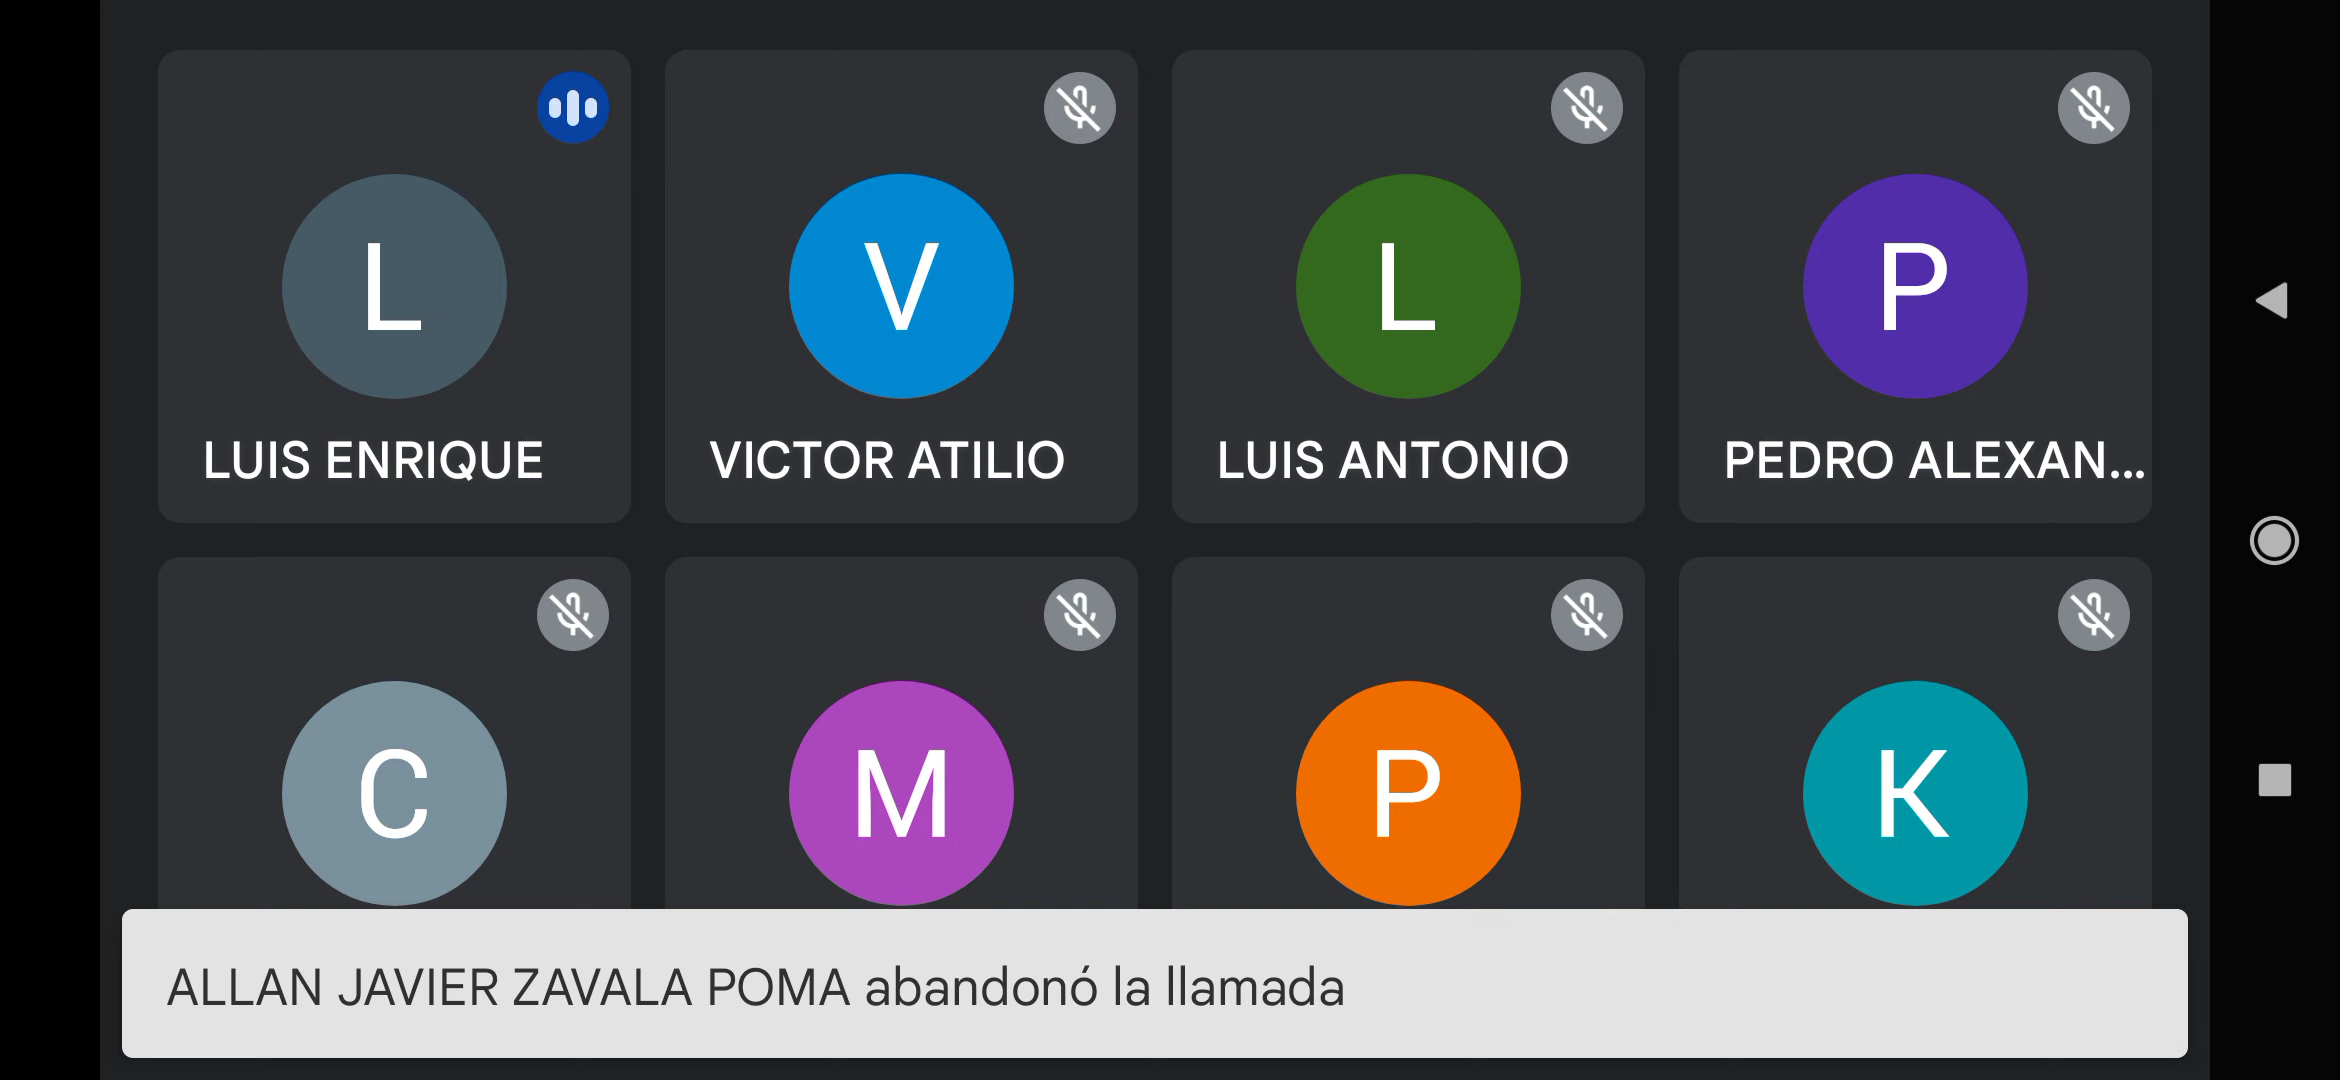 L
V
L
P
LUIS ENRIQUE
VICTOR ATILIO
LUIS ANTONIO
PEDRO ALEXAN...
C
M
P
K
ALLAN JAVIER ZAVALA POMA abandonó la llamada